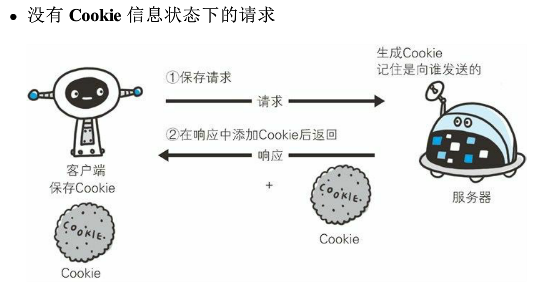 • 没有 Cookie 信息状态下的请求
生成Cookie
记住是向谁发送的
①保存请求
请求
②在响应中添加Cookie后返回
响应
客户端
保存Cookie
+
COOKIE
服务器
COOKIE
Cookie
Cookie